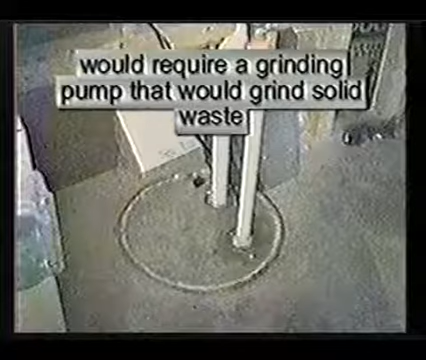 would require a grinding
pump that would grind solid
waste